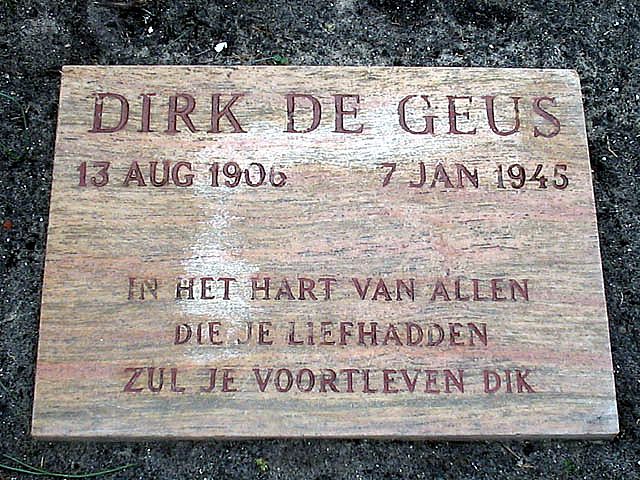 DIRK DE GEUS
13 AUG 1906 7 JAN 1945
IN HET HART VAN ALLEN
DIE JE LIEFHADDEN
ZUL JE VOORTLEVEN DIK